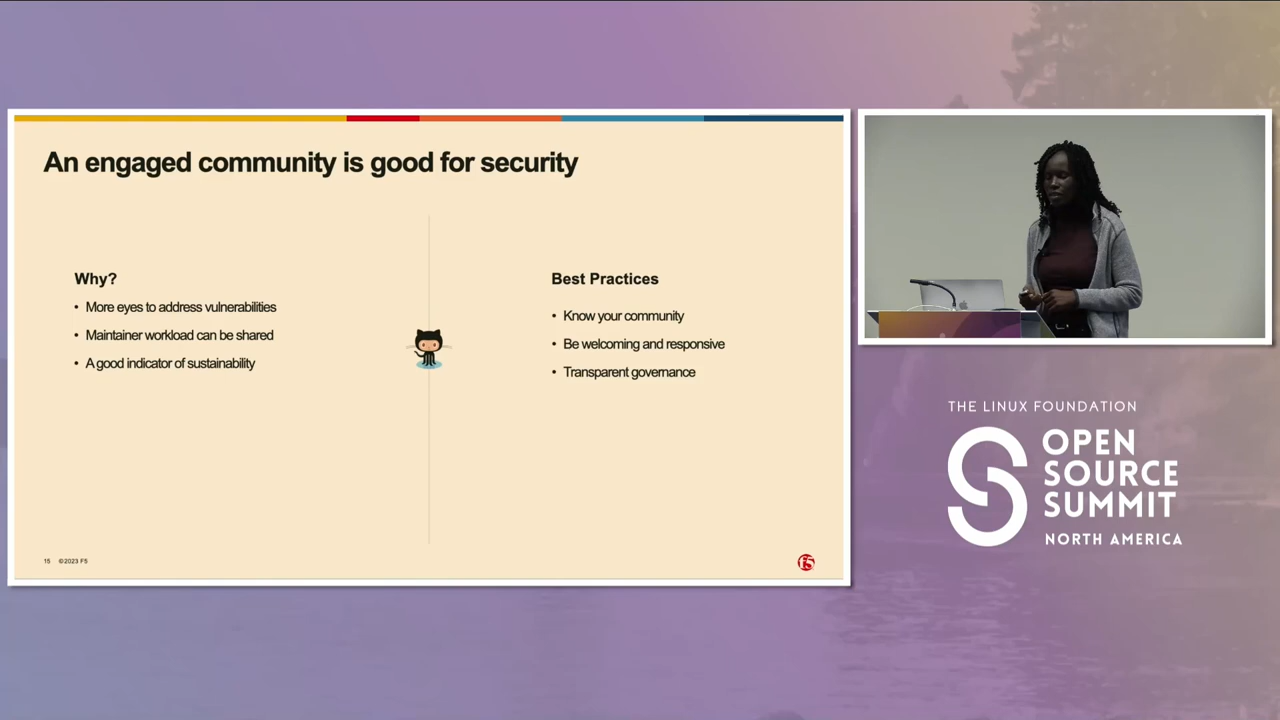 An engaged community is good for security
Why?
• More eyes to address vulnerabilities
• Maintainer workload can be shared
• A good indicator of sustainability
Best Practices
• Know your community
• Be welcoming and responsive
• Transparent governance
15 ©2023 F5
f5
THE LINUX FOUNDATION
OPEN
SOURCE
SUMMIT
NORTH AMERICA